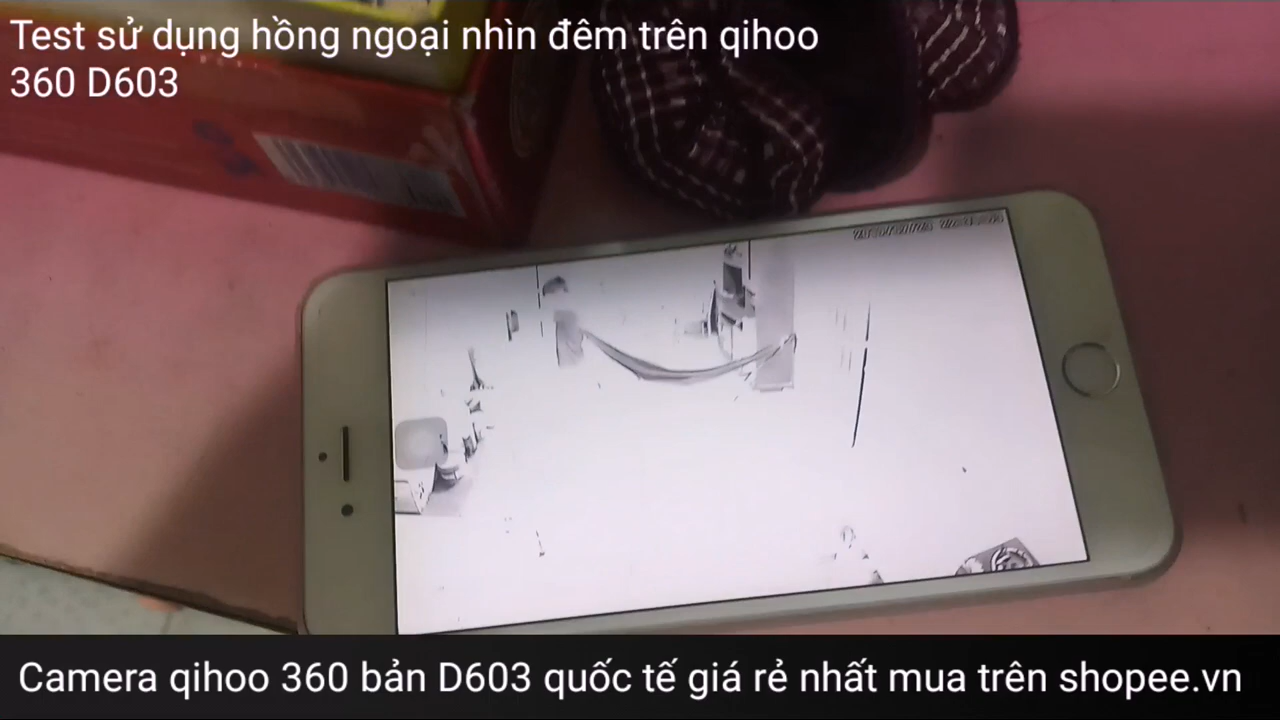 Test sử dụng hồng ngoại nhìn đêm trên qihoo
360 D603
Camera qihoo 360 bản D603 quốc tế giá rẻ nhất mua trên shopee.vn